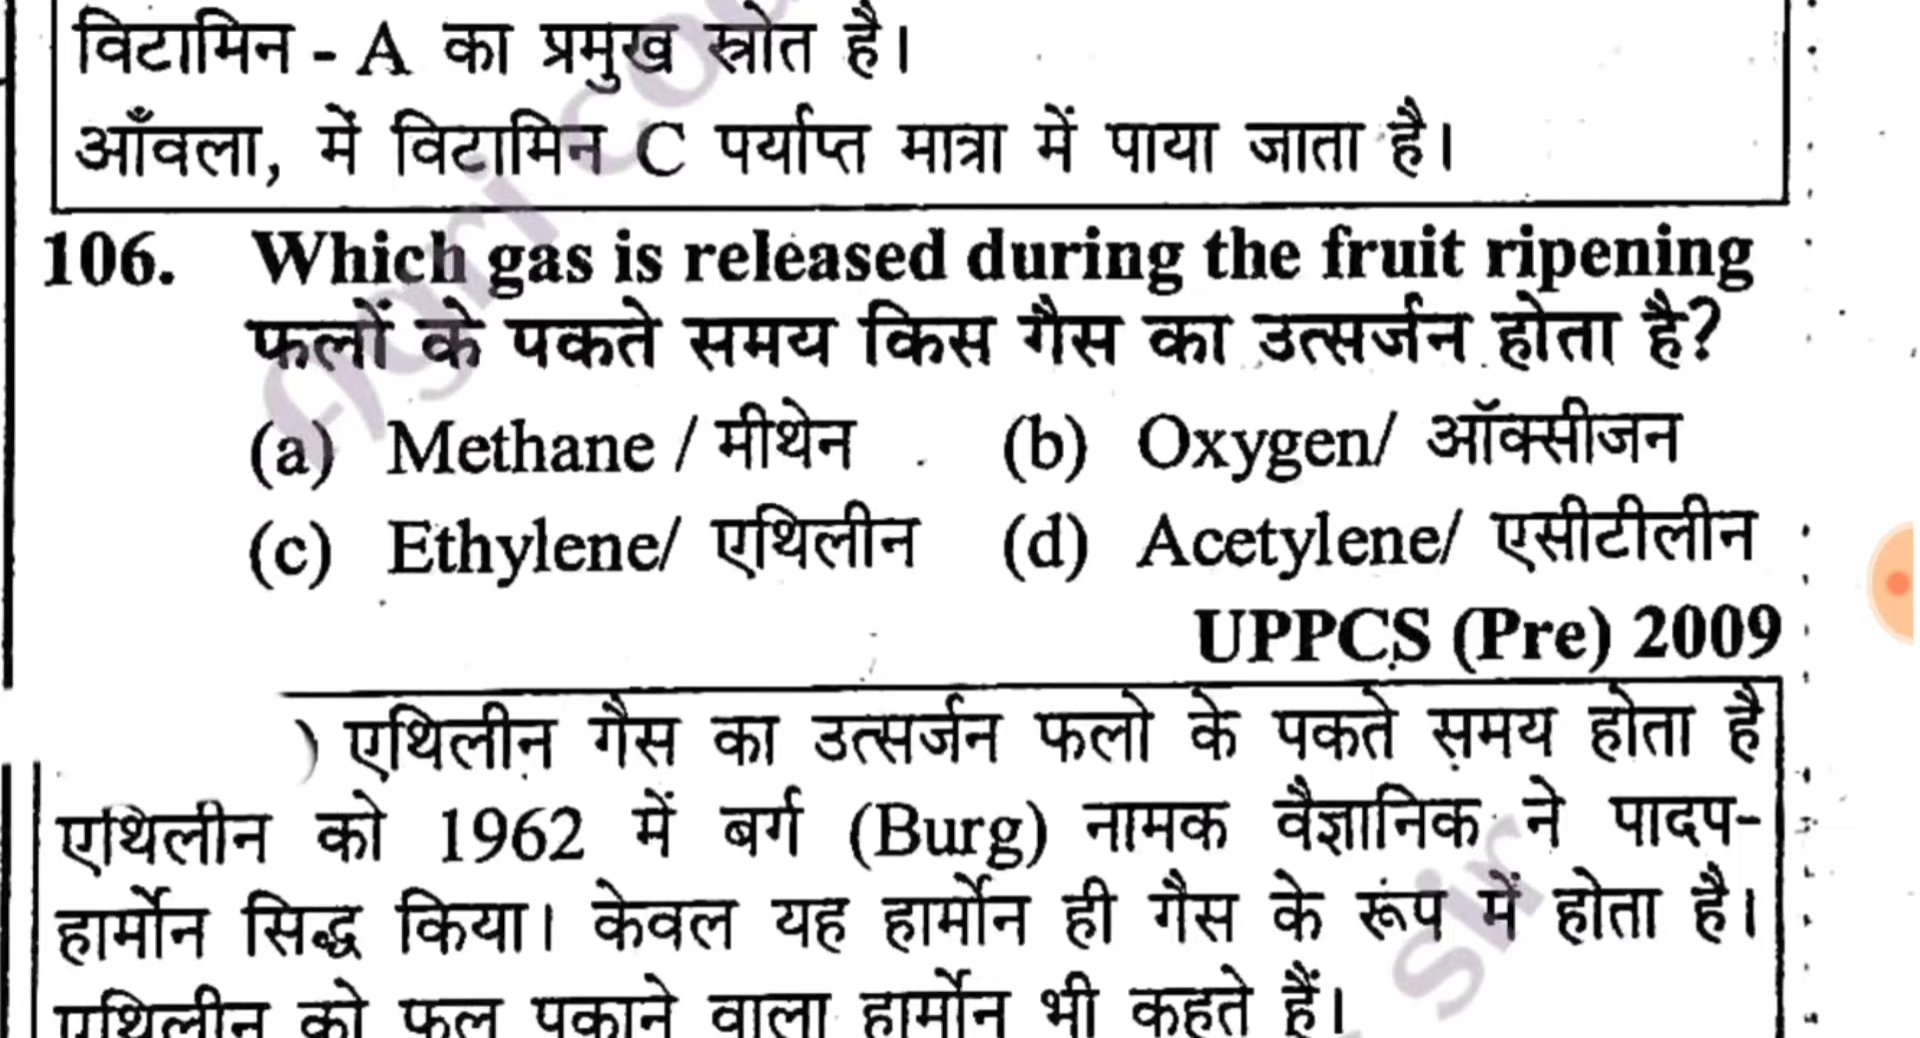 विटामिन - A का प्रमुख स्रोत है।
आँवला, में विटामिन C पर्याप्त मात्रा में पाया जाता है।
106. Which gas is released during the fruit ripening
फलों के पकते समय किस गैस का उत्सर्जन होता है?
(a) Methane / मीथेन (b) Oxygen/ ऑक्सीजन
(c) Ethylene/ एथिलीन (d) Acetylene/ एसीटीलीन
UPPCS (Pre) 2009
) एथिलीन गैस का उत्सर्जन फलो के पकते समय होता है
एथिलीन को 1962 में बर्ग (Burg) नामक वैज्ञानिक ने पादप-
हार्मोन सिद्ध किया। केवल यह हार्मोन ही गैस के रूंप में होता है।
एथिलीन को फल पकाने वाला हार्मोन भी कहते हैं।
Agri
sir